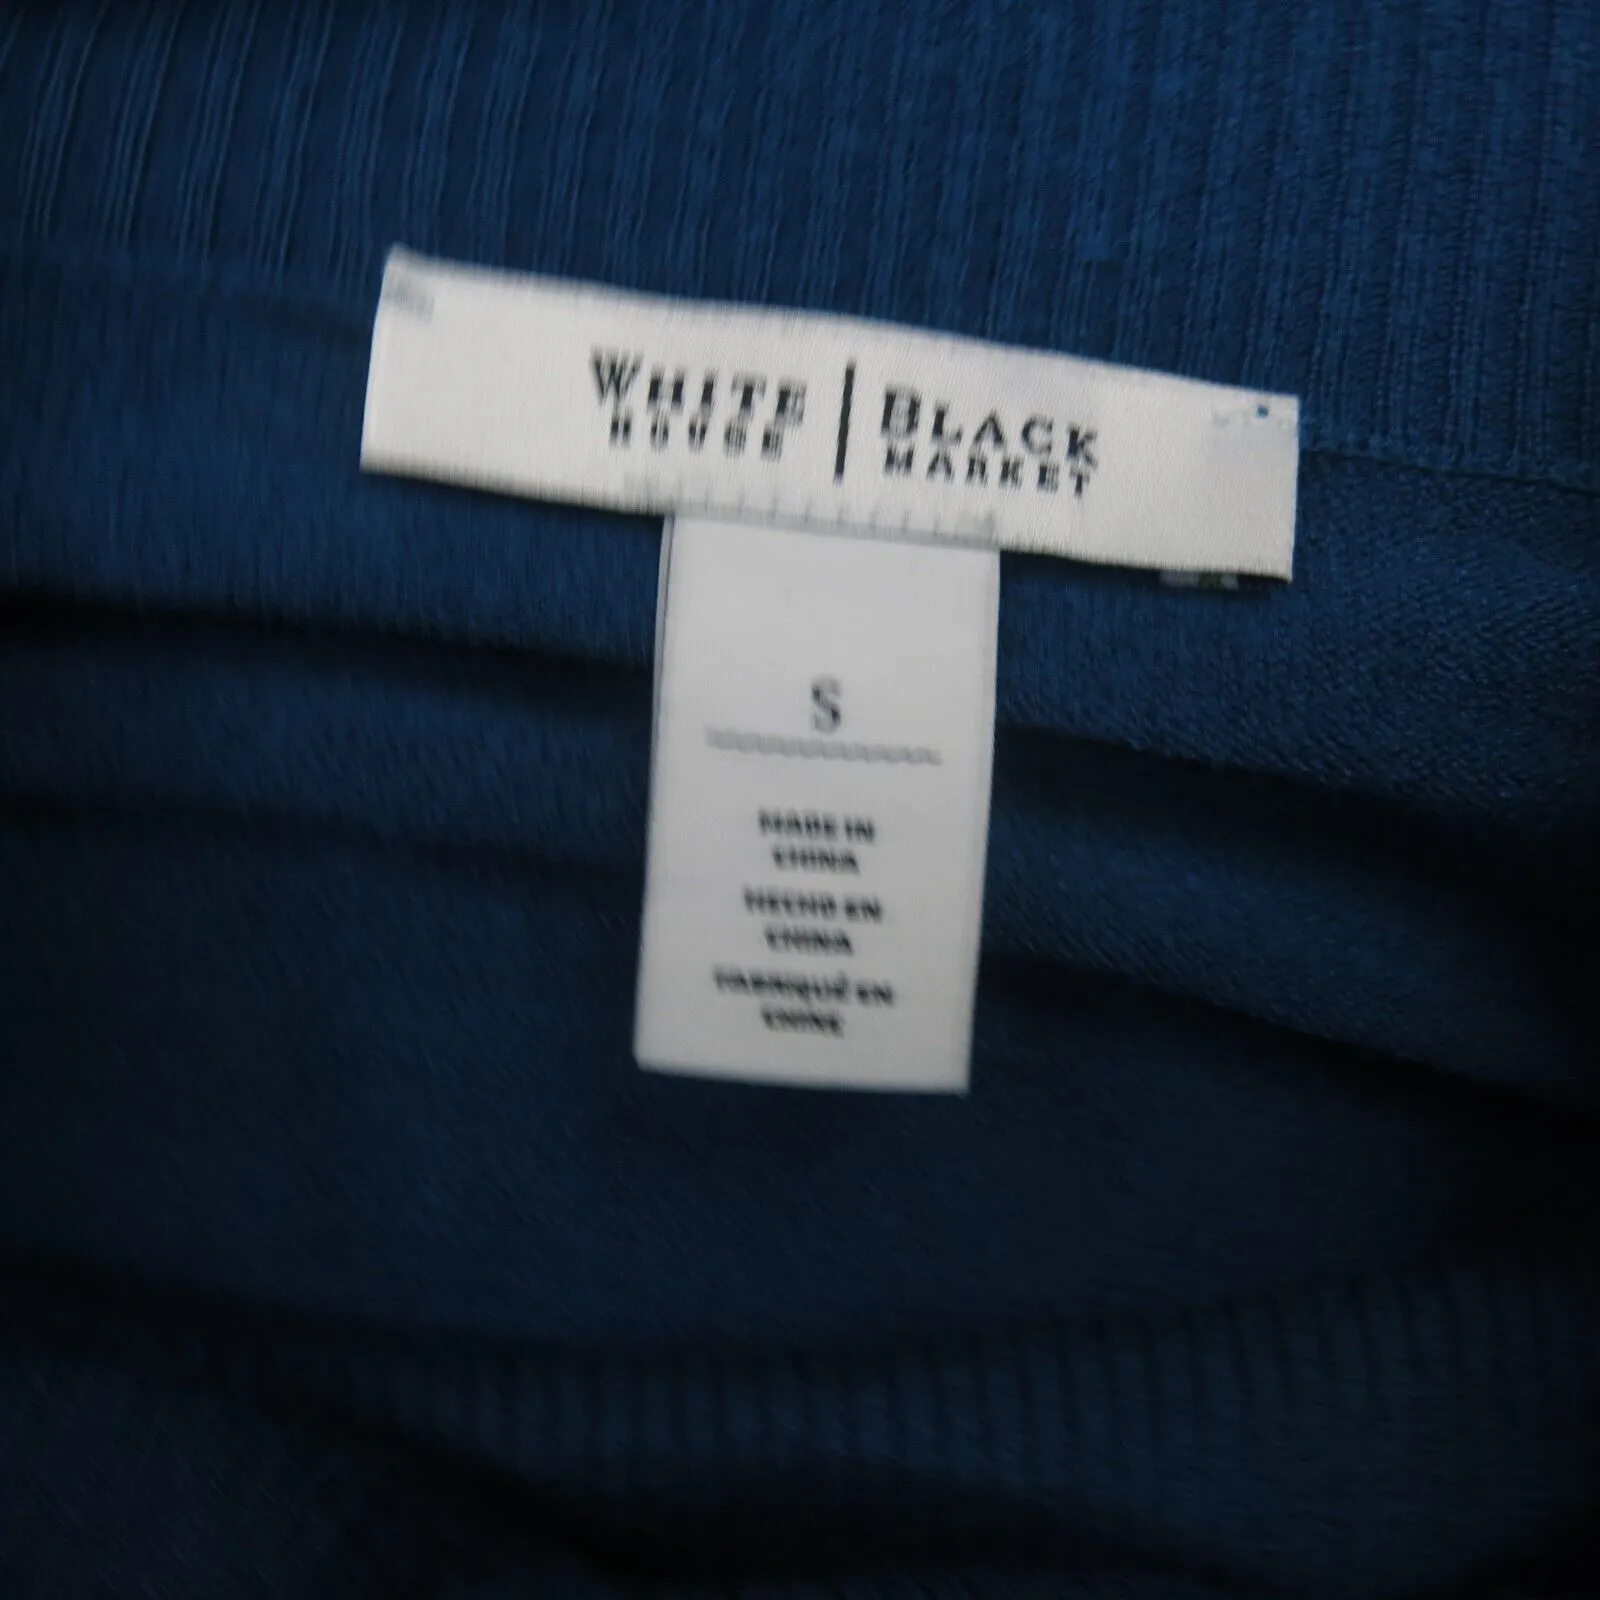 WHITE | BLACK
HOUSE | MARKET
S
MADE IN
CHINA
HECHO EN
CHINA
FABRIQUÉ EN
CHINE